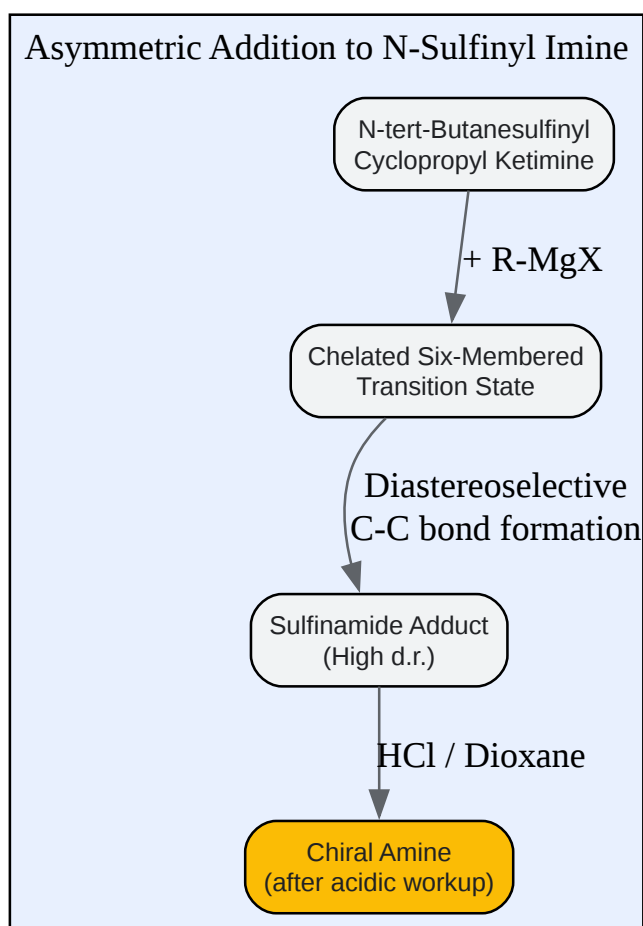 Asymmetric Addition to N-Sulfinyl Imine
N-tert-Butanesulfinyl
Cyclopropyl Ketimine
+ R-MgX
Chelated Six-Membered
Transition State
Diastereoselective
C-C bond formation
Sulfinamide Adduct
(High d.r.)
HCl / Dioxane
Chiral Amine
(after acidic workup)